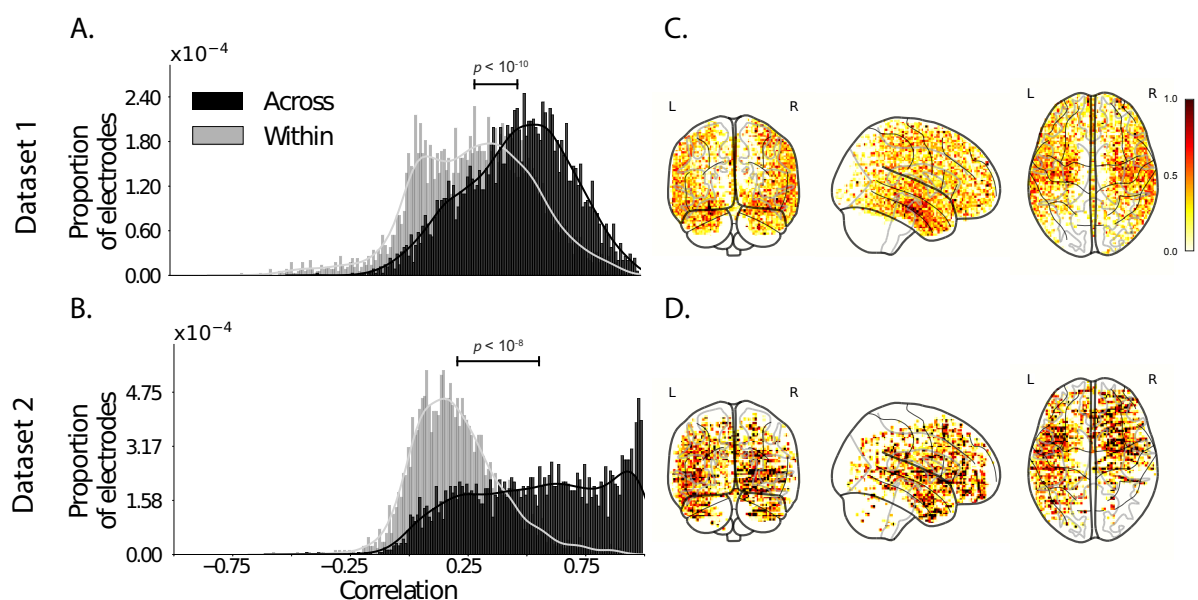 A.
C.
x10⁻⁴
p < 10⁻¹⁰
Across
Within
2.40
1.80
1.20
0.60
0.00
Proportion
of electrodes
Dataset 1
L R
L R
1.0
0.5
0.0
B.
D.
x10⁻⁴
p < 10⁻⁸
4.75
3.17
1.58
0.00
Proportion
of electrodes
Dataset 2
−0.75 −0.25 0.25 0.75
Correlation
L R
L R